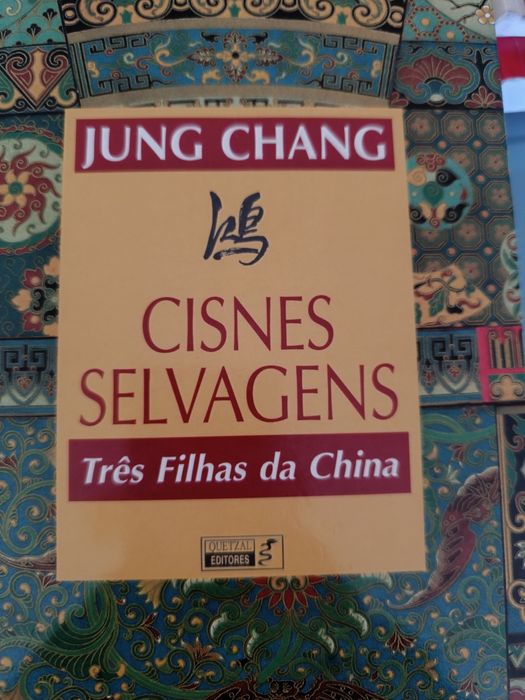 JUNG CHANG
鴻
CISNES
SELVAGENS
Três Filhas da China
QUETZAL
EDITORES